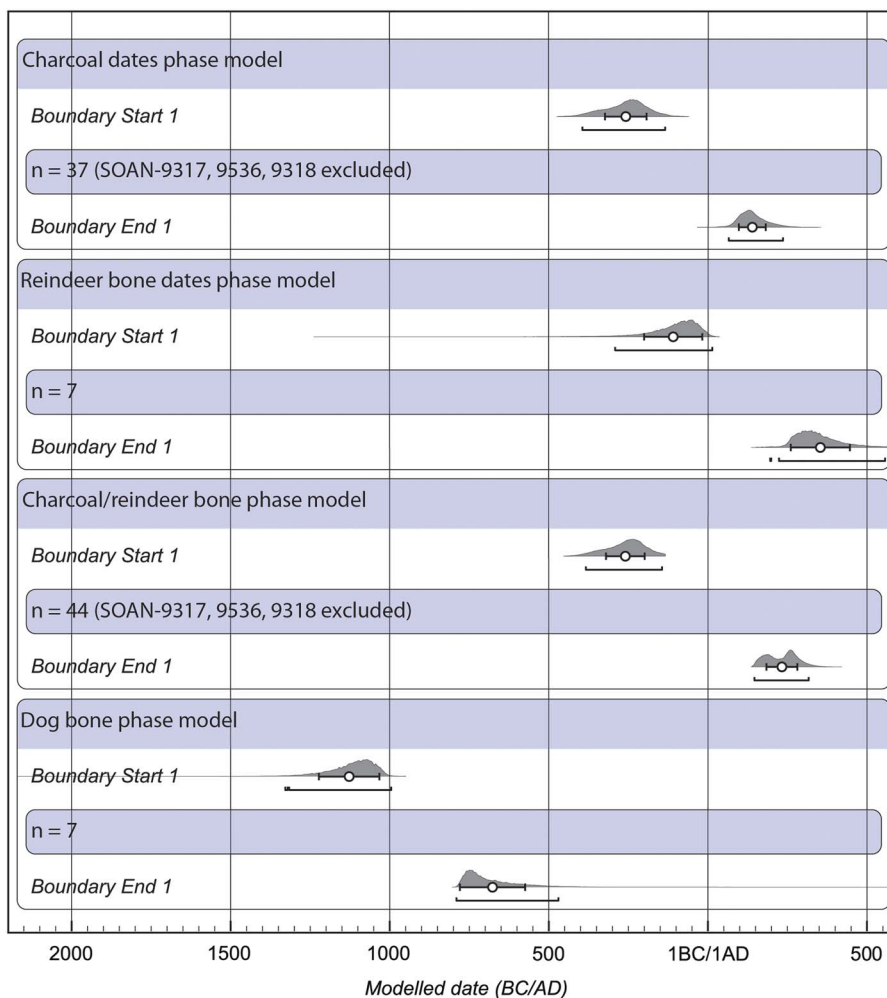 Charcoal dates phase model
Boundary Start 1
n = 37 (SOAN-9317, 9536, 9318 excluded)
Boundary End 1
Reindeer bone dates phase model
Boundary Start 1
n = 7
Boundary End 1
Charcoal/reindeer bone phase model
Boundary Start 1
n = 44 (SOAN-9317, 9536, 9318 excluded)
Boundary End 1
Dog bone phase model
Boundary Start 1
n = 7
Boundary End 1
2000 1500 1000 500 1BC/1AD 500
Modelled date (BC/AD)